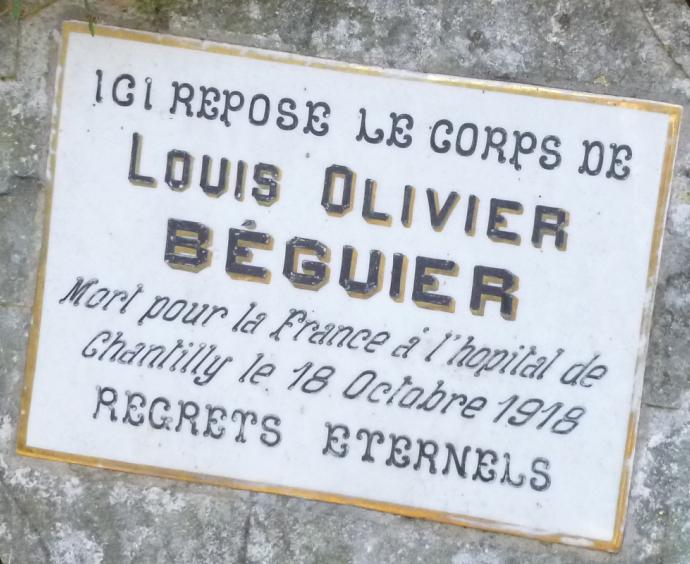 ICI REPOSE LE CORPS DE
LOUIS OLIVIER
BÉGUIER
Mort pour la France à l'hopital de
Chantilly le 18 Octobre 1918
REGRETS ETERNELS